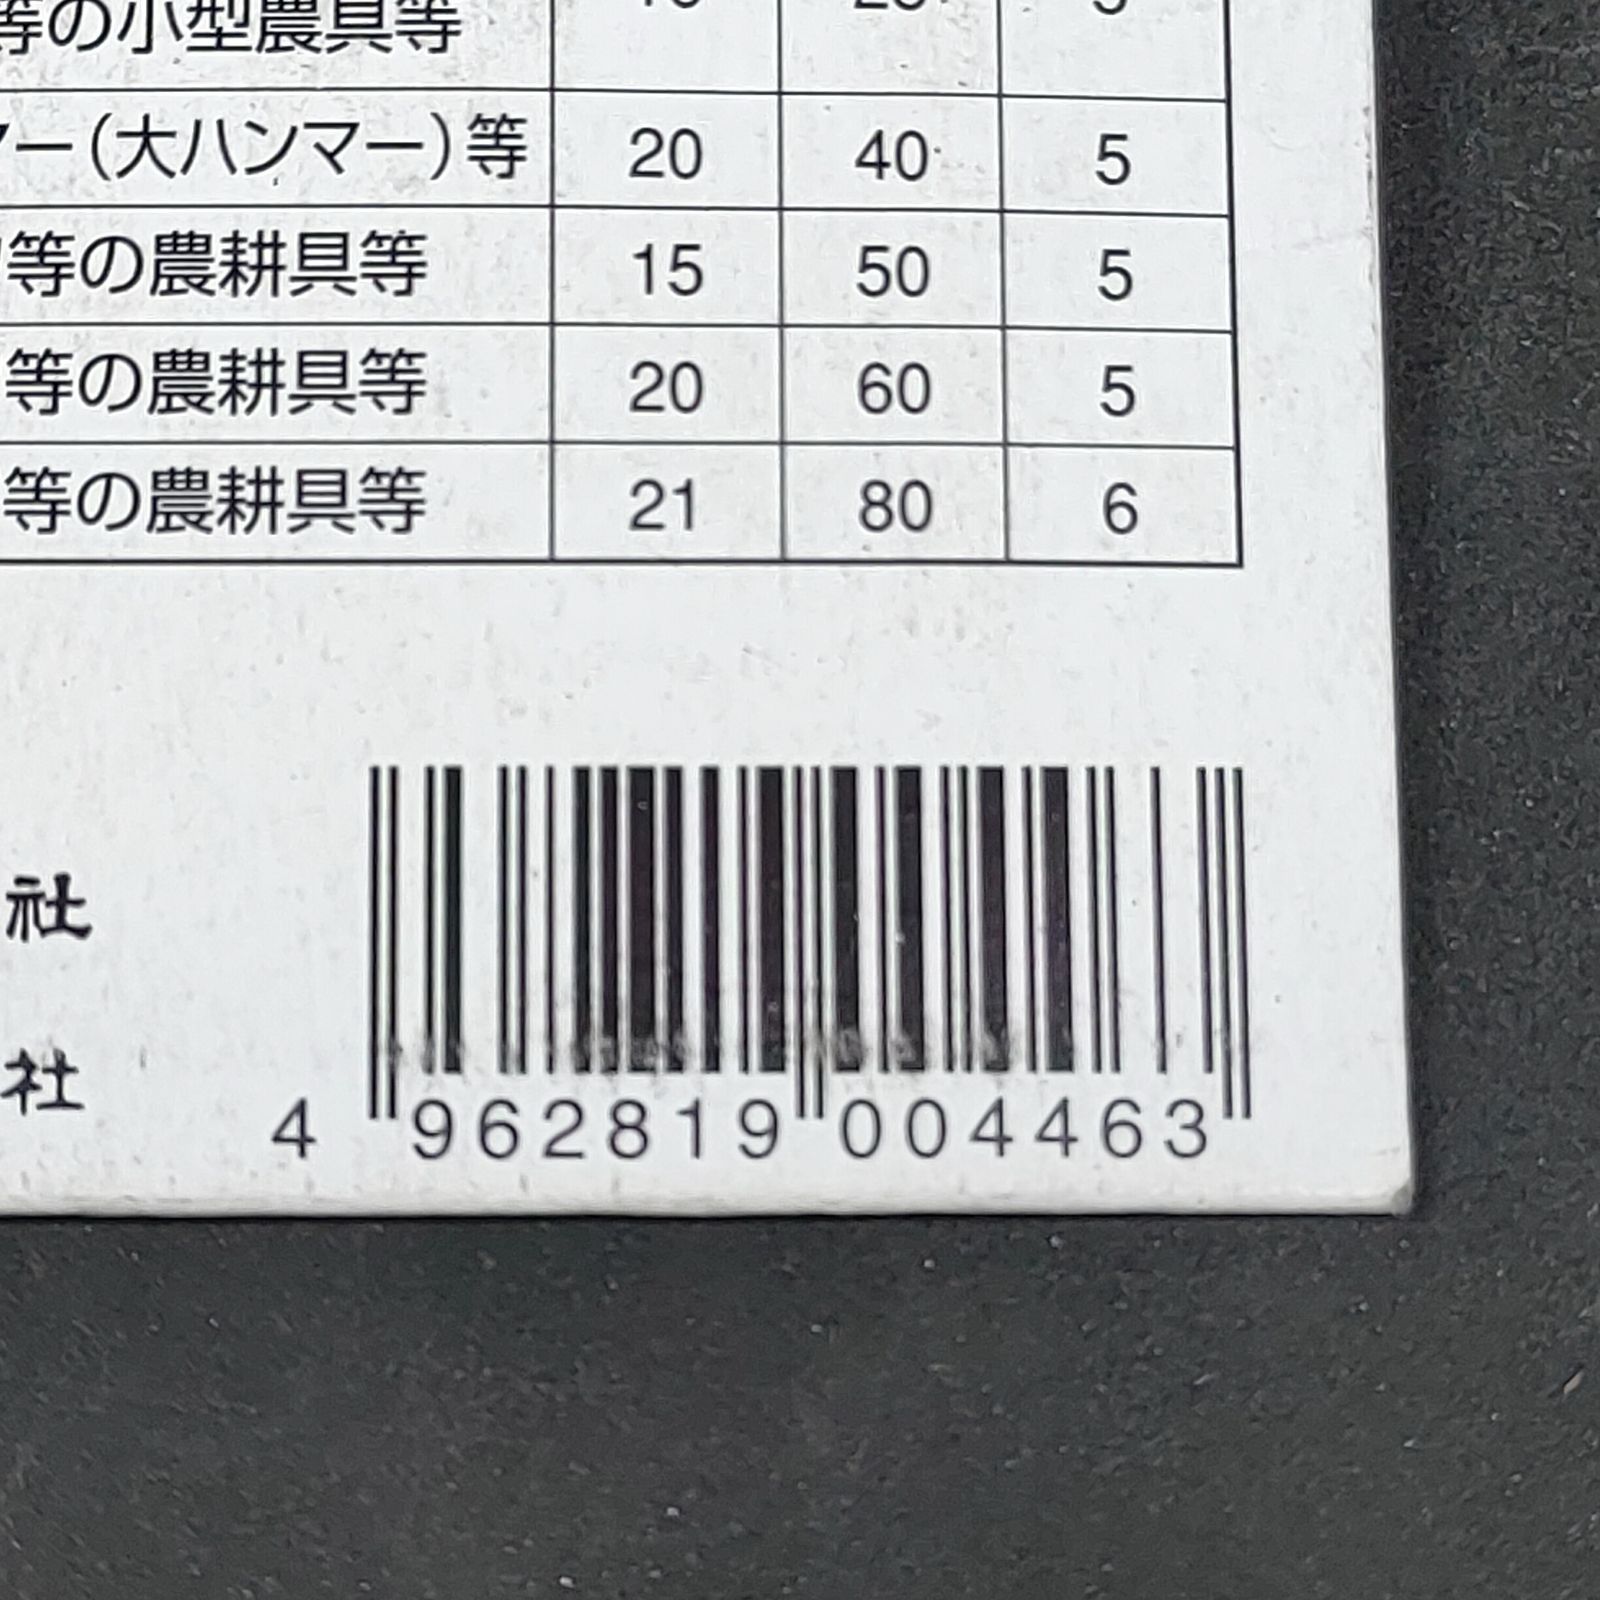 等の小型農具等
ー(大ハンマー)等 20 40 5
等の農耕具等 15 50 5
等の農耕具等 20 60 5
等の農耕具等 21 80 6
社
社
4 962819 004463